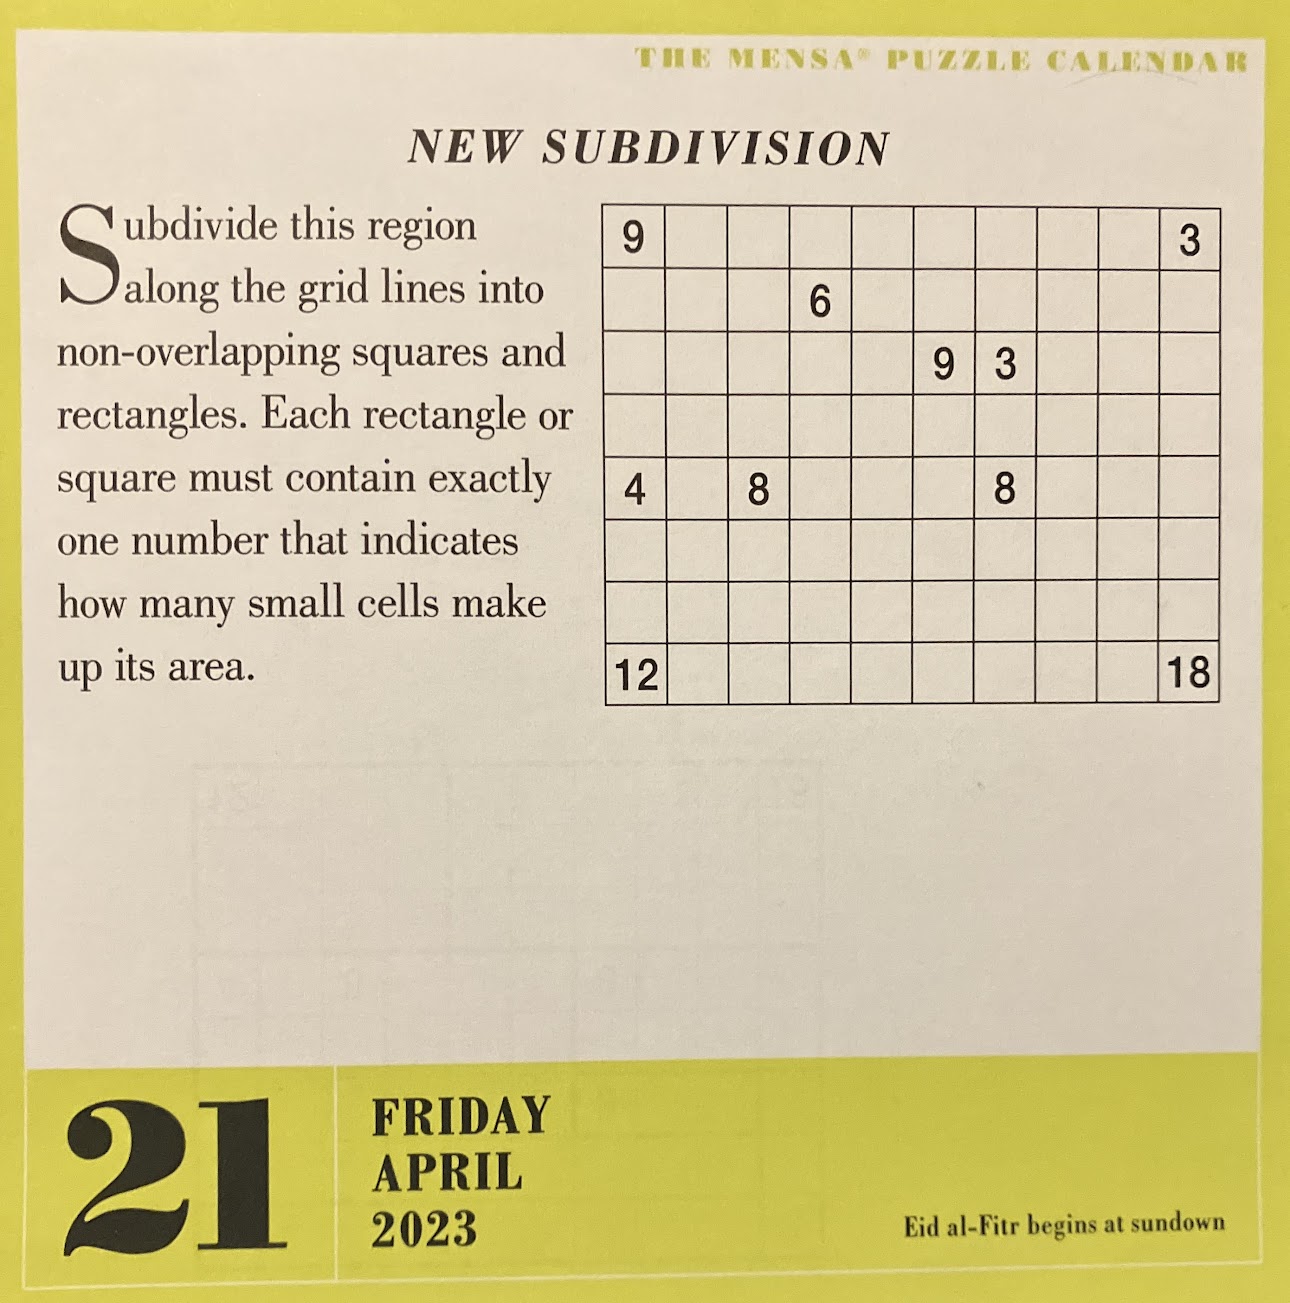 THE MENSA® PUZZLE CALENDAR
NEW SUBDIVISION
Subdivide this region
along the grid lines into
non-overlapping squares and
rectangles. Each rectangle or
square must contain exactly
one number that indicates
how many small cells make
up its area.
9 3
6
9 3
4 8 8
12 18
21
FRIDAY
APRIL
2023
Eid al-Fitr begins at sundown